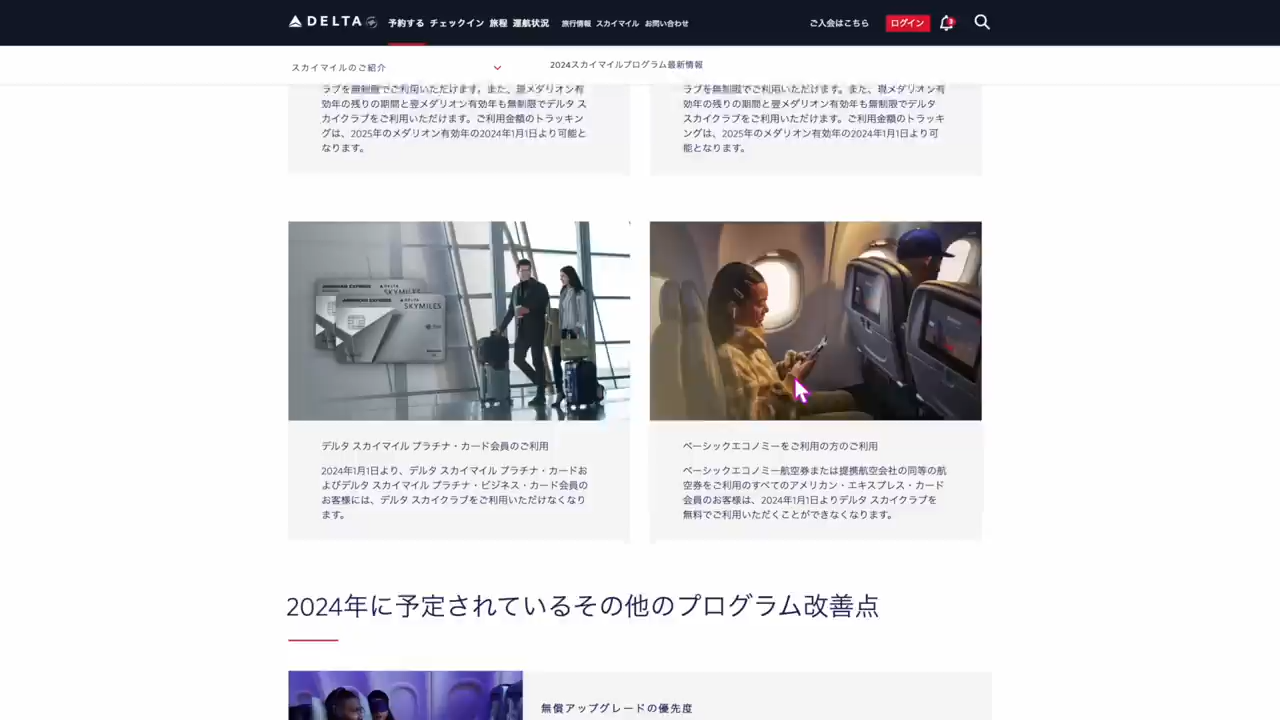 DELTA 予約する チェックイン 旅程 運航状況 旅行情報 スカイマイル お問い合わせ ご入会はこちら ログイン
スカイマイルのご紹介
2024スカイマイルプログラム最新情報
ラブを無制限でご利用いただけます。また、現メダリオン有
効年の残りの期間と翌メダリオン有効年も無制限でデルタ ス
カイクラブをご利用いただけます。ご利用金額のトラッキン
グは、2025年のメダリオン有効年の2024年1月1日より可能と
なります。
ラブを無制限でご利用いただけます。また、現メダリオン有
効年の残りの期間と翌メダリオン有効年も無制限でデルタ
スカイクラブをご利用いただけます。ご利用金額のトラッキ
ングは、2025年のメダリオン有効年の2024年1月1日より可
能となります。
AMERICAN EXPRESS DELTA SKYMILES
AMERICAN EXPRESS DELTA SKYMILES
デルタ スカイマイル プラチナ・カード会員のご利用
2024年1月1日より、デルタ スカイマイル プラチナ・カードお
よびデルタ スカイマイル プラチナ・ビジネス・カード会員の
お客様には、デルタ スカイクラブをご利用いただけなくなり
ます。
ベーシックエコノミーをご利用の方のご利用
ベーシックエコノミー航空券または提携航空会社の同等の航
空券をご利用のすべてのアメリカン・エキスプレス・カード
会員のお客様は、2024年1月1日よりデルタ スカイクラブを
無料でご利用いただくことができなくなります。
2024年に予定されているその他のプログラム改善点
無償アップグレードの優先度